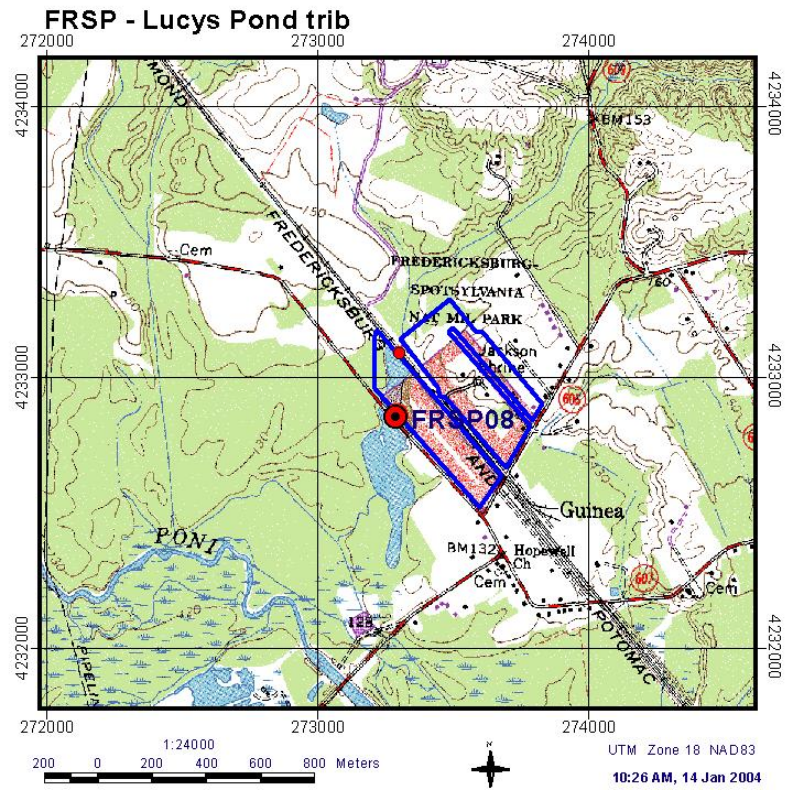 FRSP - Lucys Pond trib
272000 273000 274000
4234000 4234000
MOND
601
BM153
150
FREDERICKSBURG
Cem
FREDERICKSBURG-
SPOTSYLVANIA
NAT MIL PARK
Jackson
Shrine
4233000 4233000
606
FRSP08
AND
Guinea
PONI
BM132
Hopewell
Ch
Cem
607
Cem
128
POTOMAC
4232000 4232000
PIPELIN
272000 273000 274000
1:24000
200 0 200 400 600 800 Meters
N
UTM Zone 18 NAD83
10:26 AM, 14 Jan 2004